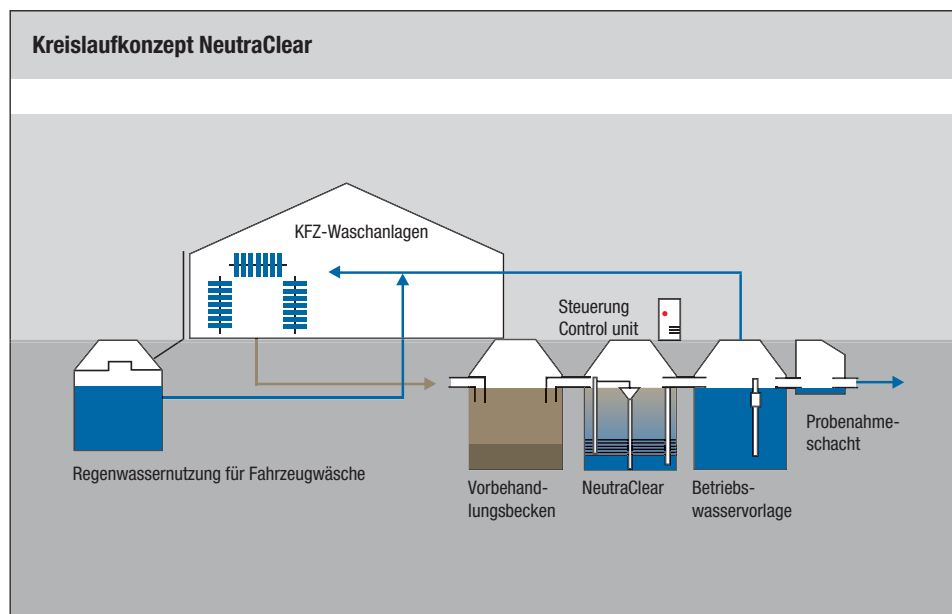 Kreislaufkonzept NeutraClear
KFZ-Waschanlagen
Steuerung
Control unit
Probenahme-
schacht
Regenwassernutzung für Fahrzeugwäsche
Vorbehand-
lungsbecken
NeutraClear
Betriebs-
wasservorlage